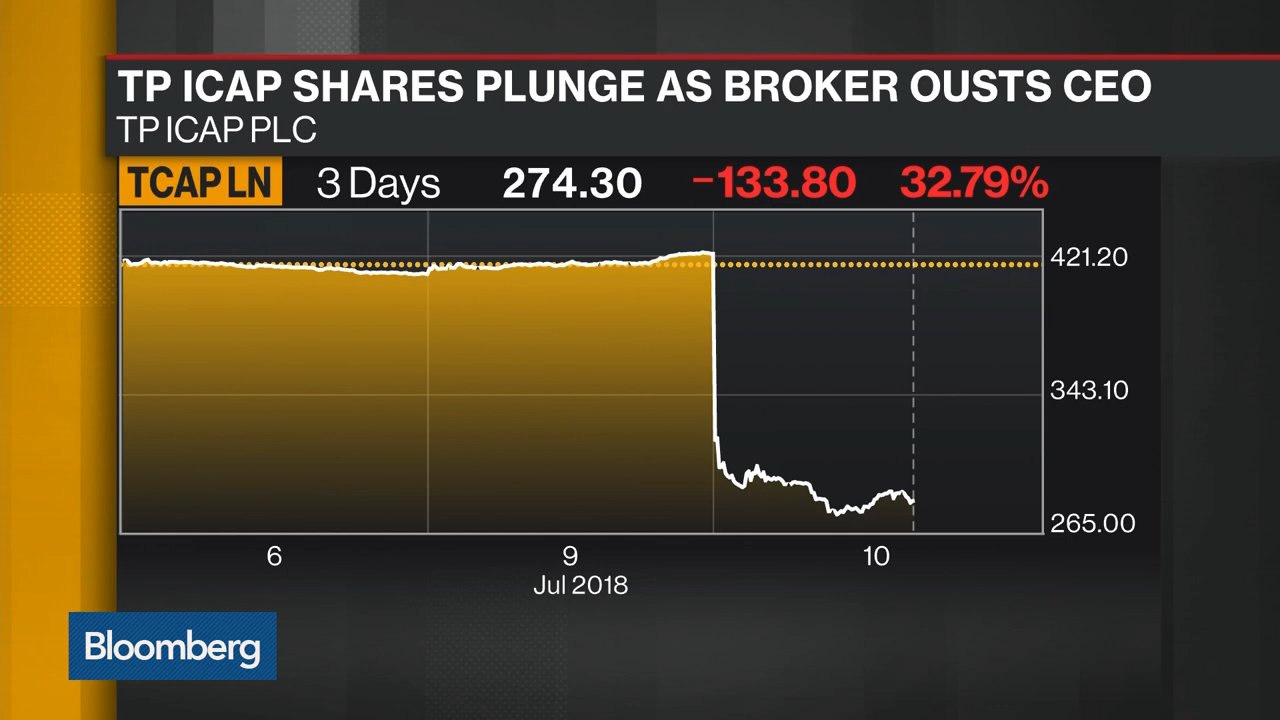 TP ICAP SHARES PLUNGE AS BROKER OUSTS CEO
TP ICAP PLC
TCAP LN 3 Days 274.30 −133.80 32.79%
421.20
343.10
265.00
6 9 10
Jul 2018
Bloomberg